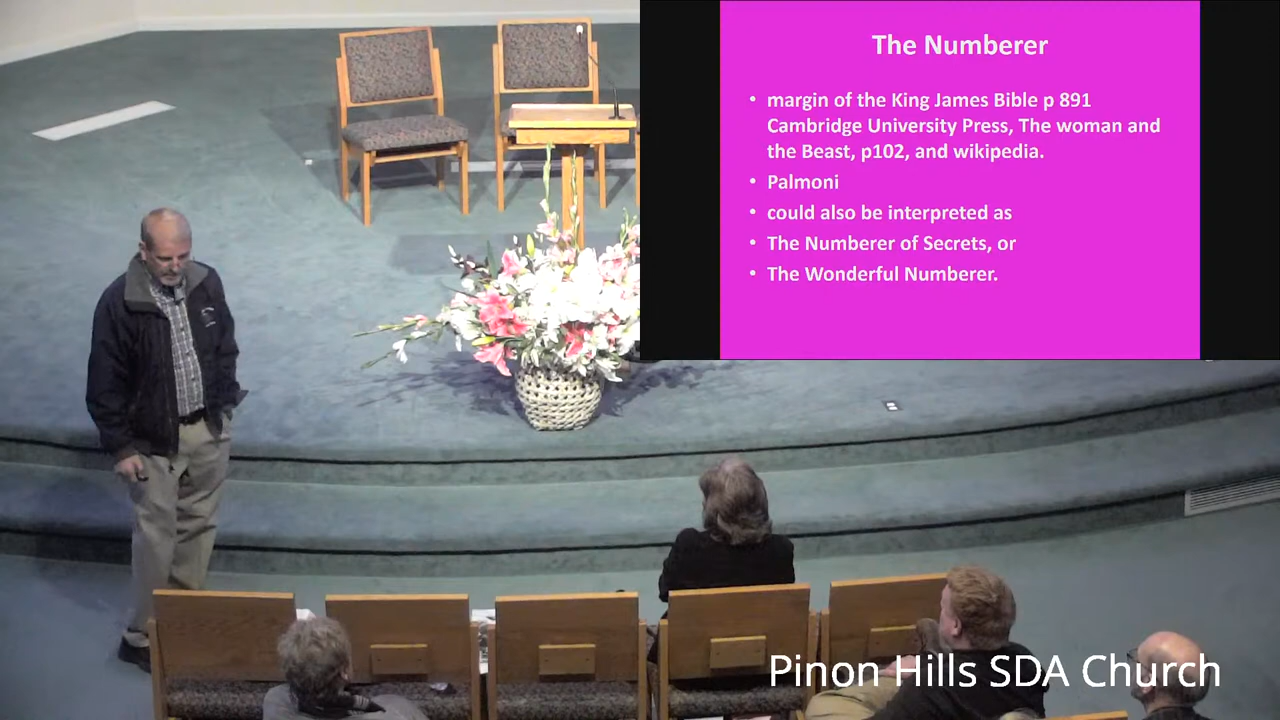 The Numberer
• margin of the King James Bible p 891
Cambridge University Press, The woman and
the Beast, p102, and wikipedia.
• Palmoni
• could also be interpreted as
• The Numberer of Secrets, or
• The Wonderful Numberer.
Pinon Hills SDA Church